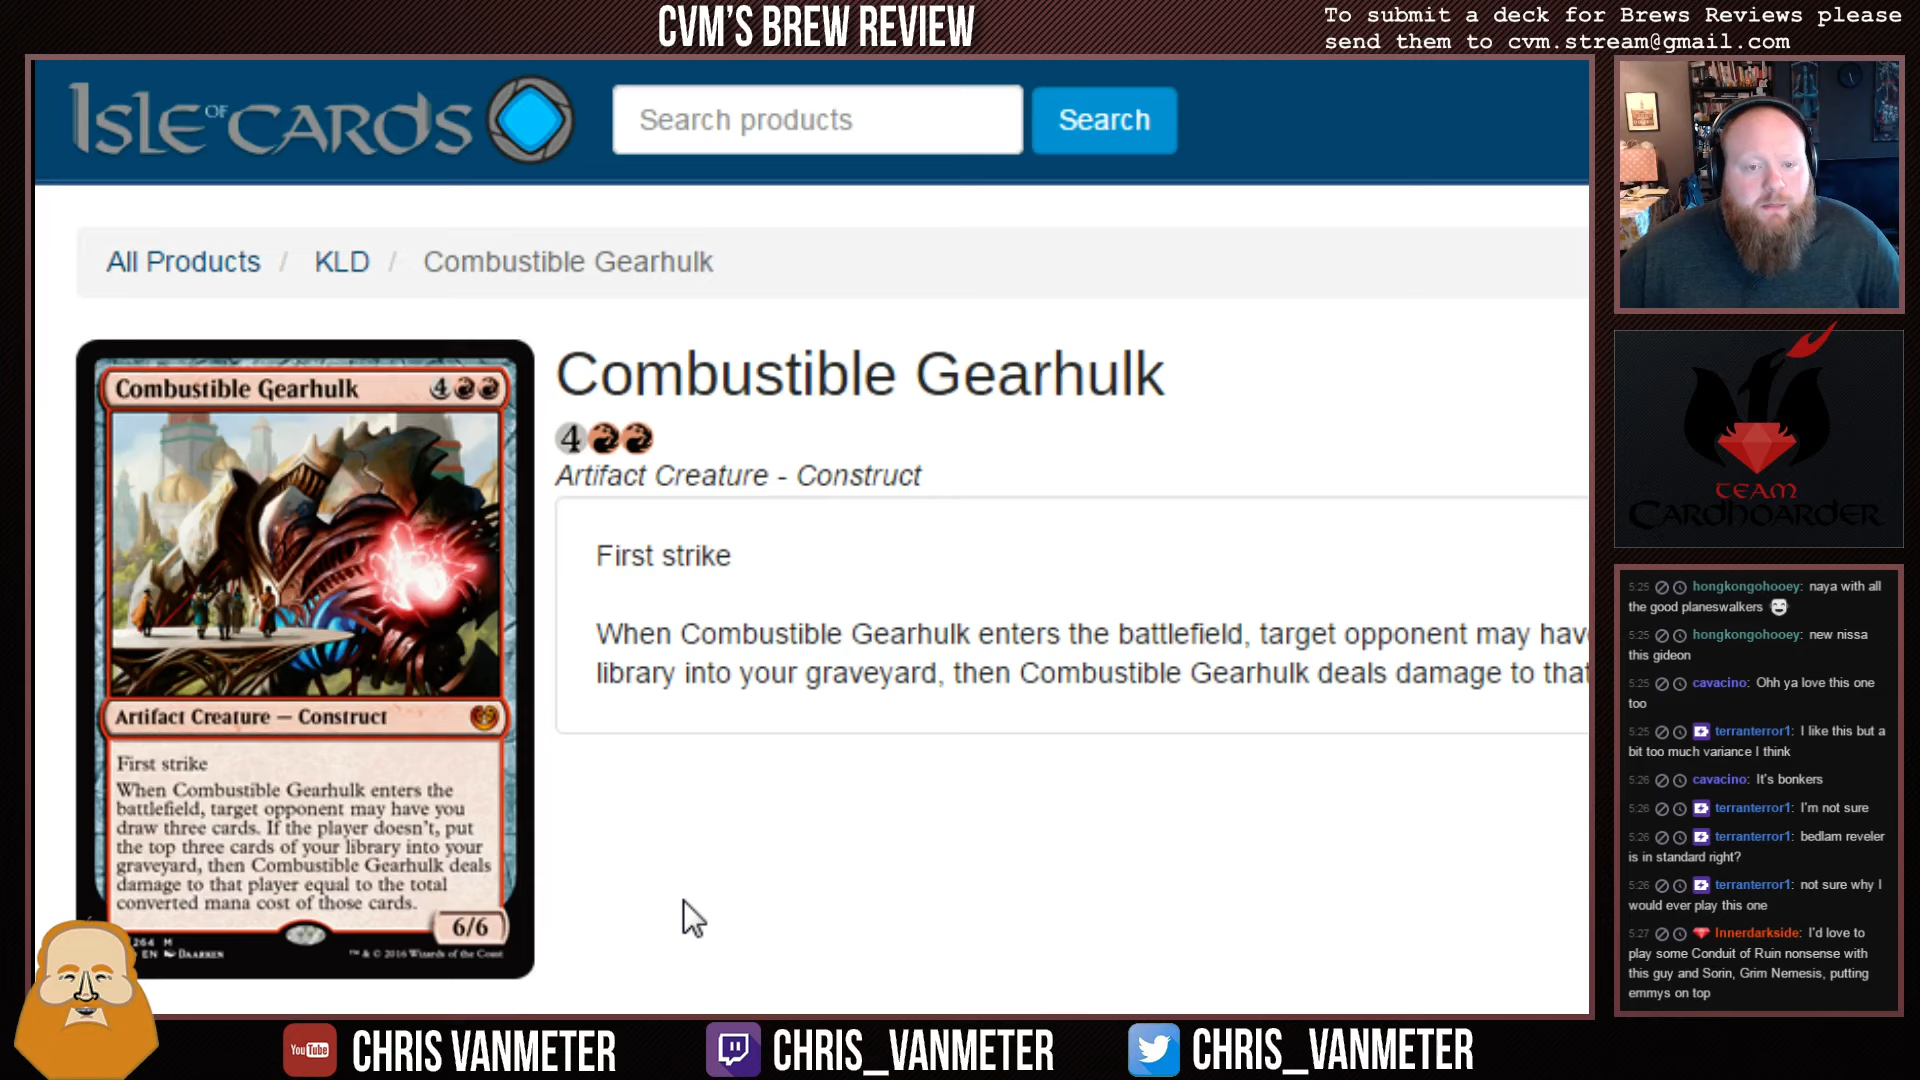 CVM'S BREW REVIEW
To submit a deck for Brews Reviews please
send them to cvm.stream@gmail.com
ISLE OF CARDS
Search products
Search
All Products / KLD / Combustible Gearhulk
Combustible Gearhulk 4
First strike
When Combustible Gearhulk enters the
battlefield, target opponent may have you
draw three cards. If the player doesn't, put
the top three cards of your library into your
graveyard, then Combustible Gearhulk deals
damage to that player equal to the total
converted mana cost of those cards.
Artifact Creature — Construct
6/6
264 M
EN DAARKEN
™ & © 2016 Wizards of the Coast
Combustible Gearhulk
4
Artifact Creature - Construct
First strike
When Combustible Gearhulk enters the battlefield, target opponent may hav
library into your graveyard, then Combustible Gearhulk deals damage to that
TEAM
CARDHOARDER
5:25 hongkongohooey: naya with all
the good planeswalkers
5:25 hongkongohooey: new nissa
this gideon
5:25 cavacino: Ohh ya love this one
too
5:25 terranterror1: I like this but a
bit too much variance I think
5:26 cavacino: It's bonkers
5:26 terranterror1: I'm not sure
5:26 terranterror1: bedlam reveler
is in standard right?
5:26 terranterror1: not sure why I
would ever play this one
5:27 Innerdarkside: I'd love to
play some Conduit of Ruin nonsense with
this guy and Sorin, Grim Nemesis, putting
emmys on top
YouTube CHRIS VANMETER
CHRIS_VANMETER
CHRIS_VANMETER